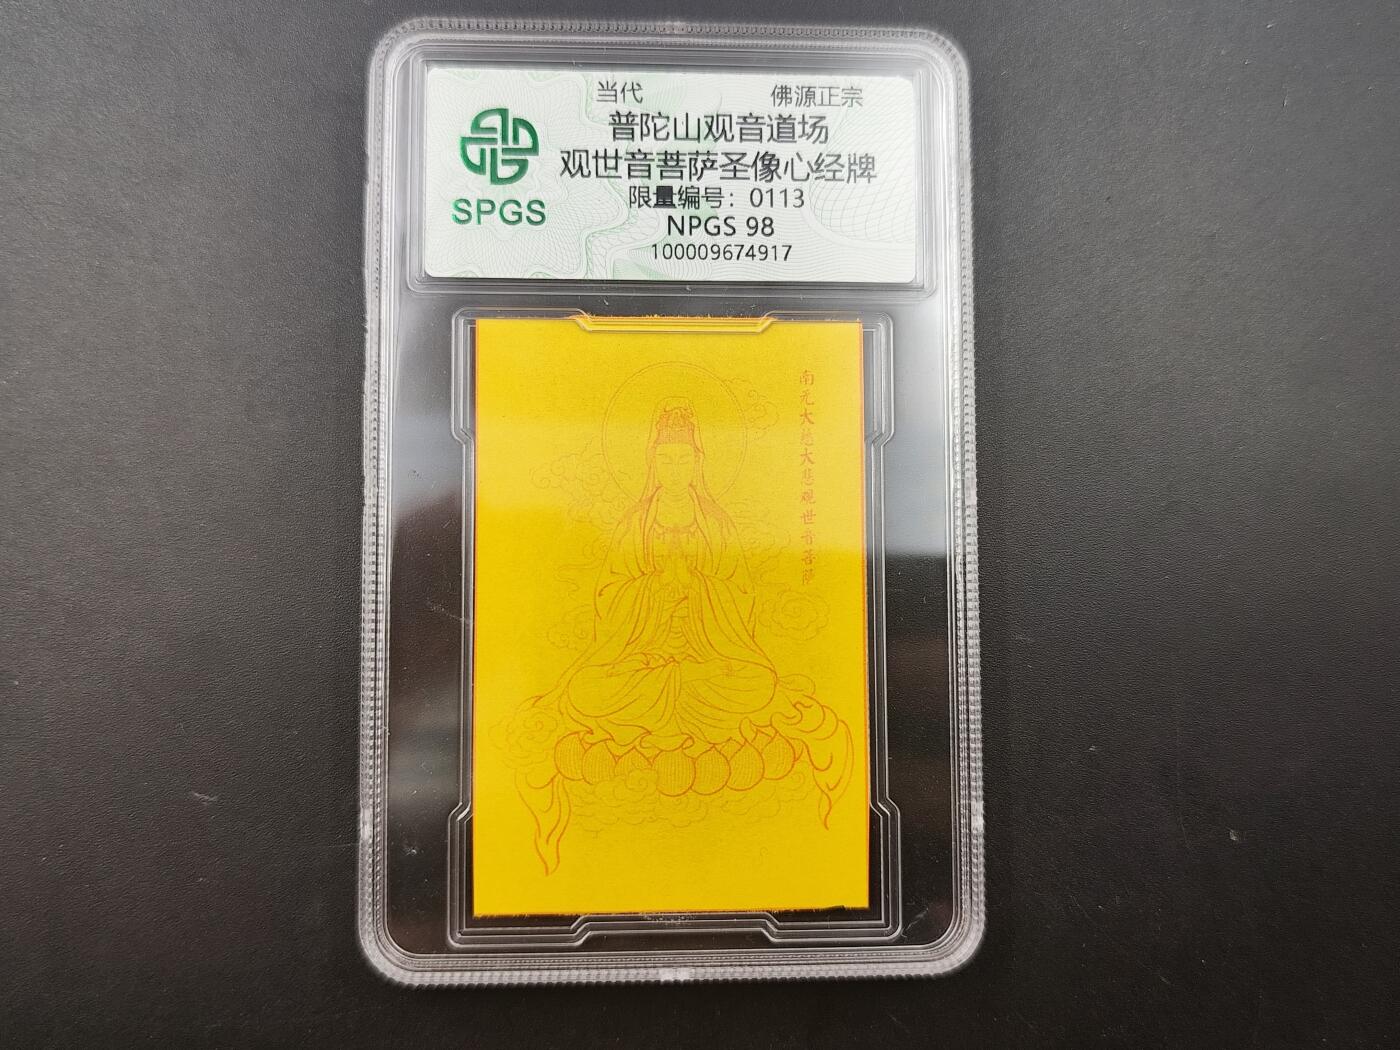 当代 佛源正宗
普陀山观音道场
观世音菩萨圣像心经牌
限量编号：0113
NPGS 98
100009674917
SPGS
南无大慈大悲观世音菩萨